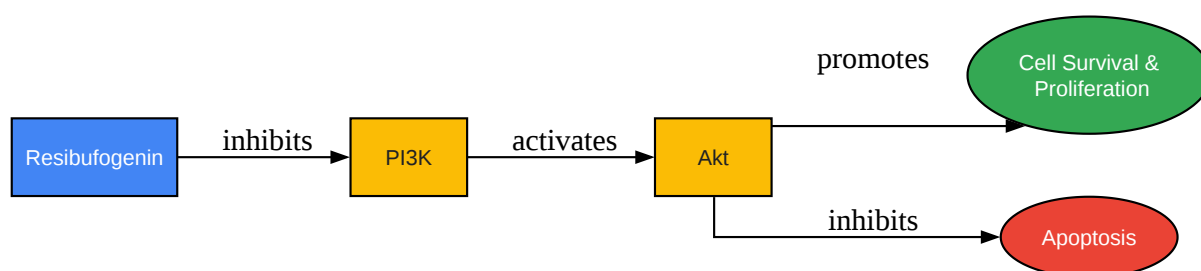 promotes
Cell Survival &
Proliferation
Resibufogenin
inhibits
PI3K
activates
Akt
inhibits
Apoptosis